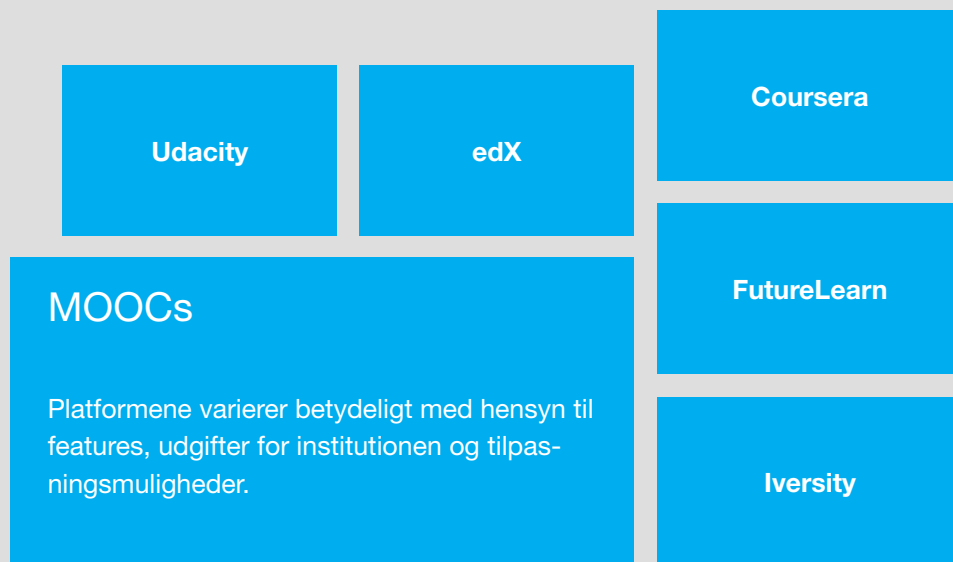 Udacity
edX
Coursera
FutureLearn
Iversity
MOOCs
Platformene varierer betydeligt med hensyn til
features, udgifter for institutionen og tilpas-
ningsmuligheder.